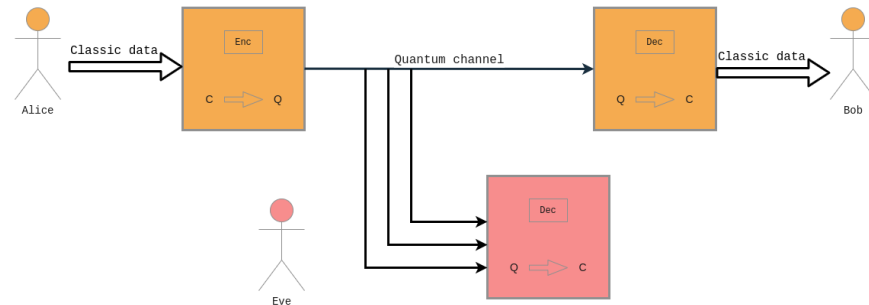 Classic data
Alice
Enc
C Q
Quantum channel
Dec
Q C
Classic data
Bob
Eve
Dec
Q C